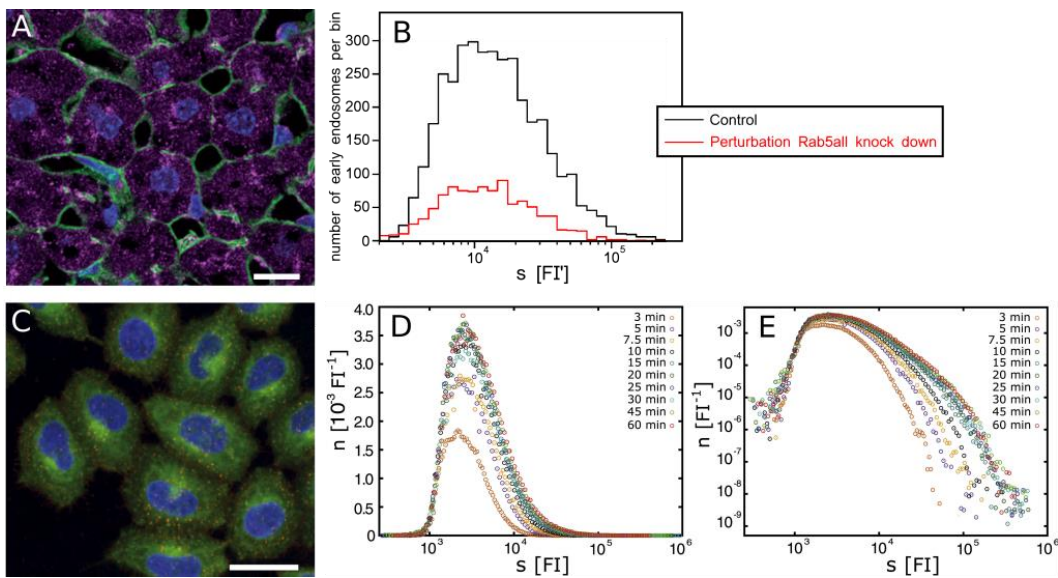 A
B
number of early endosomes per bin
300
250
200
150
100
50
0
10⁴
10⁵
s [FI']
Control
Perturbation Rab5all knock down
C
D
n [10⁻³ FI⁻¹]
4.0
3.5
3.0
2.5
2.0
1.5
1.0
0.5
0
10³
10⁴
10⁵
10⁶
s [FI]
3 min
5 min
7.5 min
10 min
15 min
20 min
25 min
30 min
45 min
60 min
E
n [FI⁻¹]
10⁻³
10⁻⁴
10⁻⁵
10⁻⁶
10⁻⁷
10⁻⁸
10⁻⁹
10³
10⁴
10⁵
10⁶
s [FI]
3 min
5 min
7.5 min
10 min
15 min
20 min
25 min
30 min
45 min
60 min